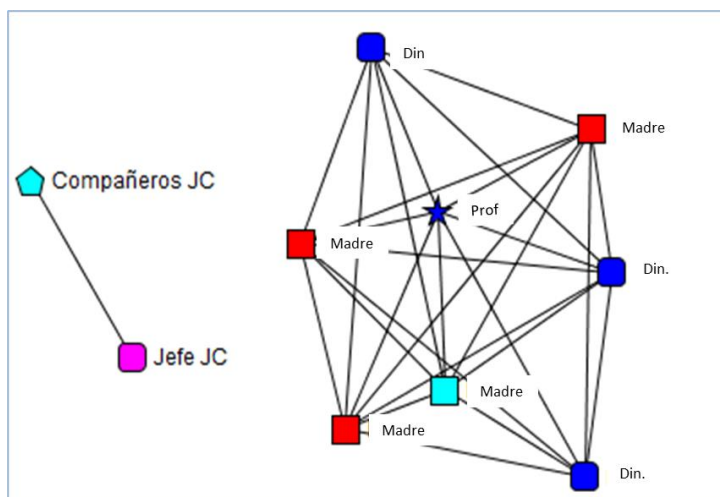 Din
Madre
Compañeros JC
Prof
Madre
Din.
Jefe JC
Madre
Madre
Din.